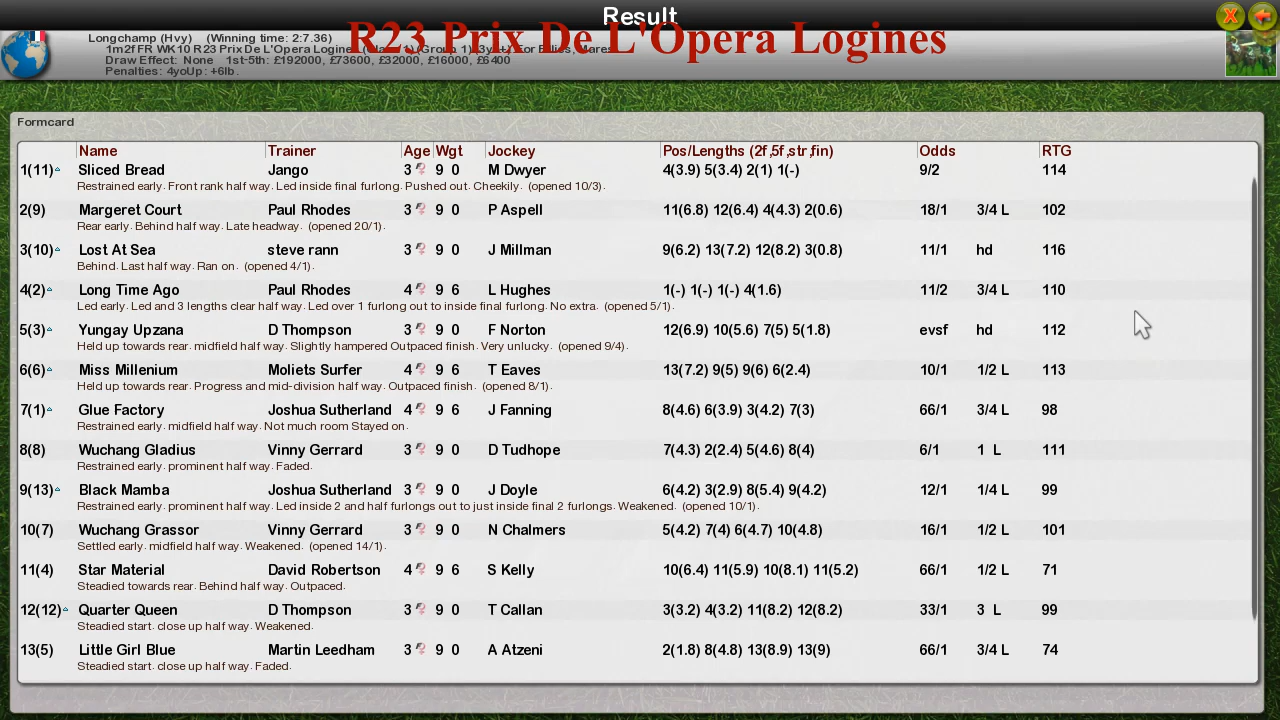 Result
R23 Prix De L'Opera Logines
Longchamp (Hvy) (Winning time: 2:7.36)
1m2f FR WK10 R23 Prix De L'Opera Logines (Class 1) (Group 1) (3yo+) For Fillies, Mares
Draw Effect: None 1st-5th: £192000, £73600, £32000, £16000, £6400
Penalties: 4yoUp: +6lb.
Formcard
Name Trainer Age Wgt Jockey Pos/Lengths (2f,5f,str,fin) Odds RTG
1(11) Sliced Bread Jango 3 9 0 M Dwyer 4(3.9) 5(3.4) 2(1) 1(-) 9/2 114
Restrained early. Front rank half way. Led inside final furlong. Pushed out. Cheekily. (opened 10/3).
2(9) Margeret Court Paul Rhodes 3 9 0 P Aspell 11(6.8) 12(6.4) 4(4.3) 2(0.6) 18/1 3/4 L 102
Rear early. Behind half way. Late headway. (opened 20/1).
3(10) Lost At Sea steve rann 3 9 0 J Millman 9(6.2) 13(7.2) 12(8.2) 3(0.8) 11/1 hd 116
Behind. Last half way. Ran on. (opened 4/1).
4(2) Long Time Ago Paul Rhodes 4 9 6 L Hughes 1(-) 1(-) 1(-) 4(1.6) 11/2 3/4 L 110
Led early. Led and 3 lengths clear half way. Led over 1 furlong out to inside final furlong. No extra. (opened 5/1).
5(3) Yungay Upzana D Thompson 3 9 0 F Norton 12(6.9) 10(5.6) 7(5) 5(1.8) evsf hd 112
Held up towards rear. midfield half way. Slightly hampered Outpaced finish. Very unlucky. (opened 9/4).
6(6) Miss Millenium Moliets Surfer 4 9 6 T Eaves 13(7.2) 9(5) 9(6) 6(2.4) 10/1 1/2 L 113
Held up towards rear. Progress and mid-division half way. Outpaced finish. (opened 8/1).
7(1) Glue Factory Joshua Sutherland 4 9 6 J Fanning 8(4.6) 6(3.9) 3(4.2) 7(3) 66/1 3/4 L 98
Restrained early. midfield half way. Not much room Stayed on.
8(8) Wuchang Gladius Vinny Gerrard 3 9 0 D Tudhope 7(4.3) 2(2.4) 5(4.6) 8(4) 6/1 1 L 111
Restrained early. prominent half way. Faded.
9(13) Black Mamba Joshua Sutherland 3 9 0 J Doyle 6(4.2) 3(2.9) 8(5.4) 9(4.2) 12/1 1/4 L 99
Restrained early. prominent half way. Led inside 2 and half furlongs out to just inside final 2 furlongs. Weakened. (opened 10/1).
10(7) Wuchang Grassor Vinny Gerrard 3 9 0 N Chalmers 5(4.2) 7(4) 6(4.7) 10(4.8) 16/1 1/2 L 101
Settled early. midfield half way. Weakened. (opened 14/1).
11(4) Star Material David Robertson 4 9 6 S Kelly 10(6.4) 11(5.9) 10(8.1) 11(5.2) 66/1 1/2 L 71
Steadied towards rear. Behind half way. Outpaced.
12(12) Quarter Queen D Thompson 3 9 0 T Callan 3(3.2) 4(3.2) 11(8.2) 12(8.2) 33/1 3 L 99
Steadied start. close up half way. Weakened.
13(5) Little Girl Blue Martin Leedham 3 9 0 A Atzeni 2(1.8) 8(4.8) 13(8.9) 13(9) 66/1 3/4 L 74
Steadied start. close up half way. Faded.